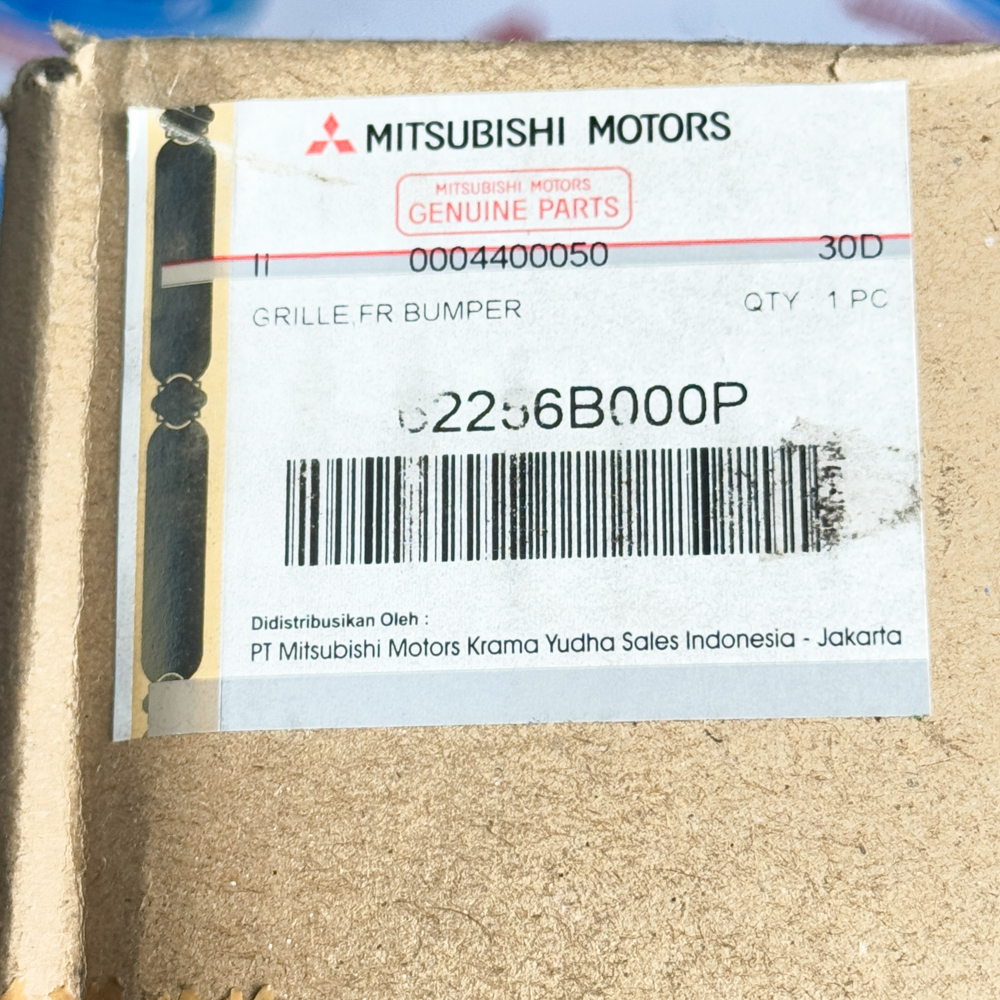 MITSUBISHI MOTORS
MITSUBISHI MOTORS
GENUINE PARTS
Ii 0004400050 30D
GRILLE,FR BUMPER QTY : 1 PC
62256B000P
Didistribusikan Oleh :
PT Mitsubishi Motors Krama Yudha Sales Indonesia - Jakarta